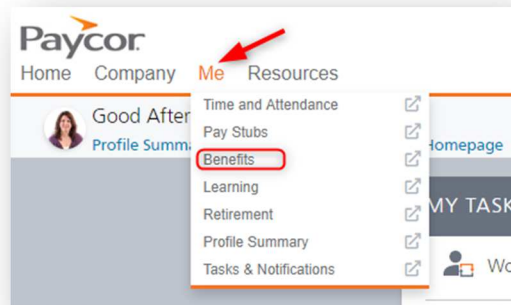 Paycor
Home Company Me Resources
Good After
Profile Summa
Homepage
Time and Attendance
Pay Stubs
Benefits
Learning
Retirement
Profile Summary
Tasks & Notifications
MY TASK
Wo